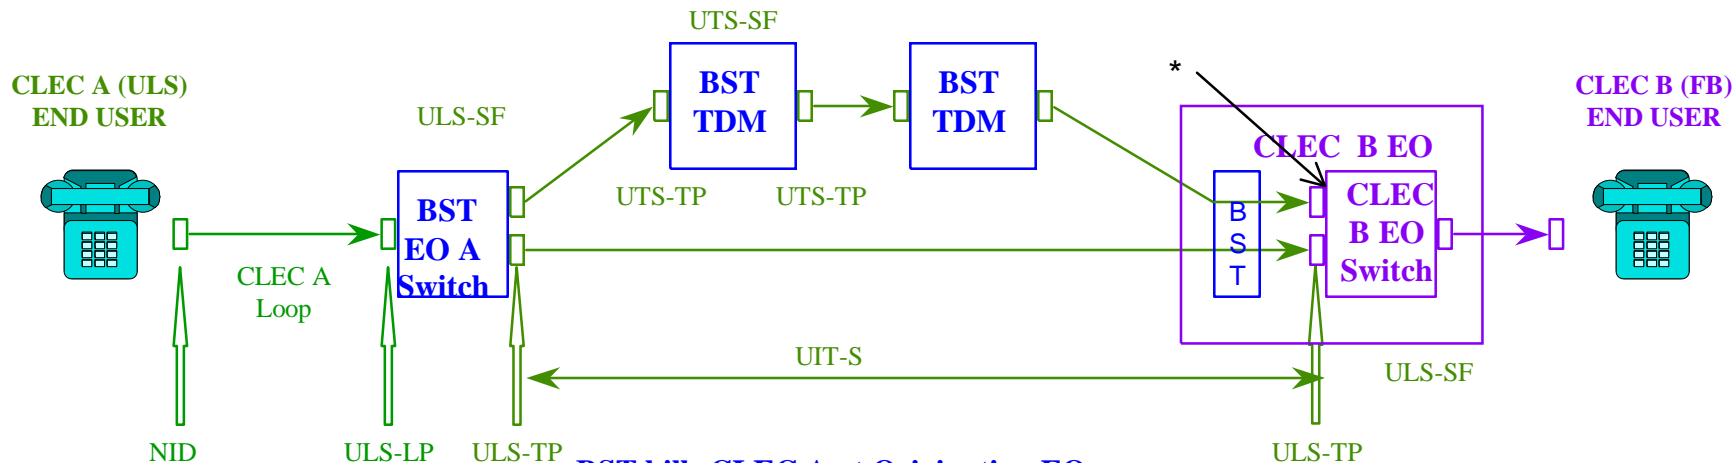 UTS-SF
CLEC A (ULS)
END USER
ULS-SF
BST
TDM
BST
TDM
*
CLEC B (FB)
END USER
UTS-TP
UTS-TP
CLEC B EO
BST
EO A
Switch
B
S
T
CLEC
B EO
Switch
CLEC A
Loop
UIT-S
ULS-SF
NID
ULS-LP
ULS-TP
ULS-TP